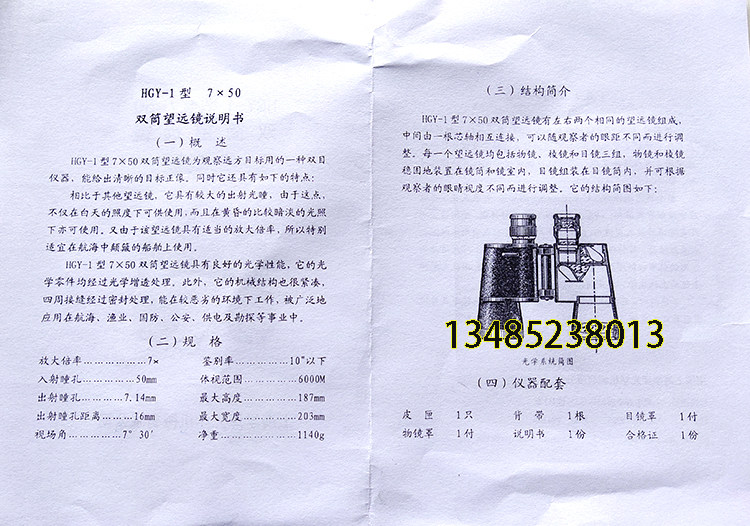 HGY-1 型 7×50
双筒望远镜说明书
(一) 概 述
HGY-1 型 7×50 双筒望远镜为观察远方目标用的一种双目
仪器, 能给出清晰的目标正像。同时它还具有如下的特点:
相比于其他望远镜, 它具有较大的出射光瞳, 由于这点,
不仅在白天的照度下可供使用, 而且在黄昏的比较暗淡的光照
下亦可使用。又由于该望远镜具有适当的放大倍率, 所以特别
适宜在航海中颠簸的船舶上使用。
HGY-1 型 7×50 双筒望远镜具有良好的光学性能, 它的光
学零件均经过光学增透处理。此外, 它的机械结构也很紧凑,
四周接缝经过密封处理, 能在较恶劣的环境下工作, 被广泛地
应用在航海、渔业、国防、公安、供电及勘探等事业中。
(二) 规 格
放大倍率……………7× 鉴别率……………10"以下
入射瞳孔……………50mm 体视范围……………6000M
出射瞳孔……………7.14mm 最大高度……………187mm
出射瞳孔距离………16mm 最大宽度……………203mm
视场角……………7° 30′ 净重……………1140g
(三) 结构简介
HGY-1 型 7×50 双筒望远镜有左右两个相同的望远镜组成,
中间由一根芯轴相互连接, 可以随观察者的眼距不同而进行调
整。每一个望远镜均包括物镜、棱镜和目镜三组, 物镜和棱镜
稳固地装置在镜筒和镜室内, 目镜组装在目镜筒内, 并可根据
观察者的眼睛视度不同而进行调整。它的结构简图如下:
13485238013
光学系统简图
(四) 仪器配套
皮 匣 1只 背 带 1根 目镜罩 1付
物镜罩 1付 说明书 1份 合格证 1份